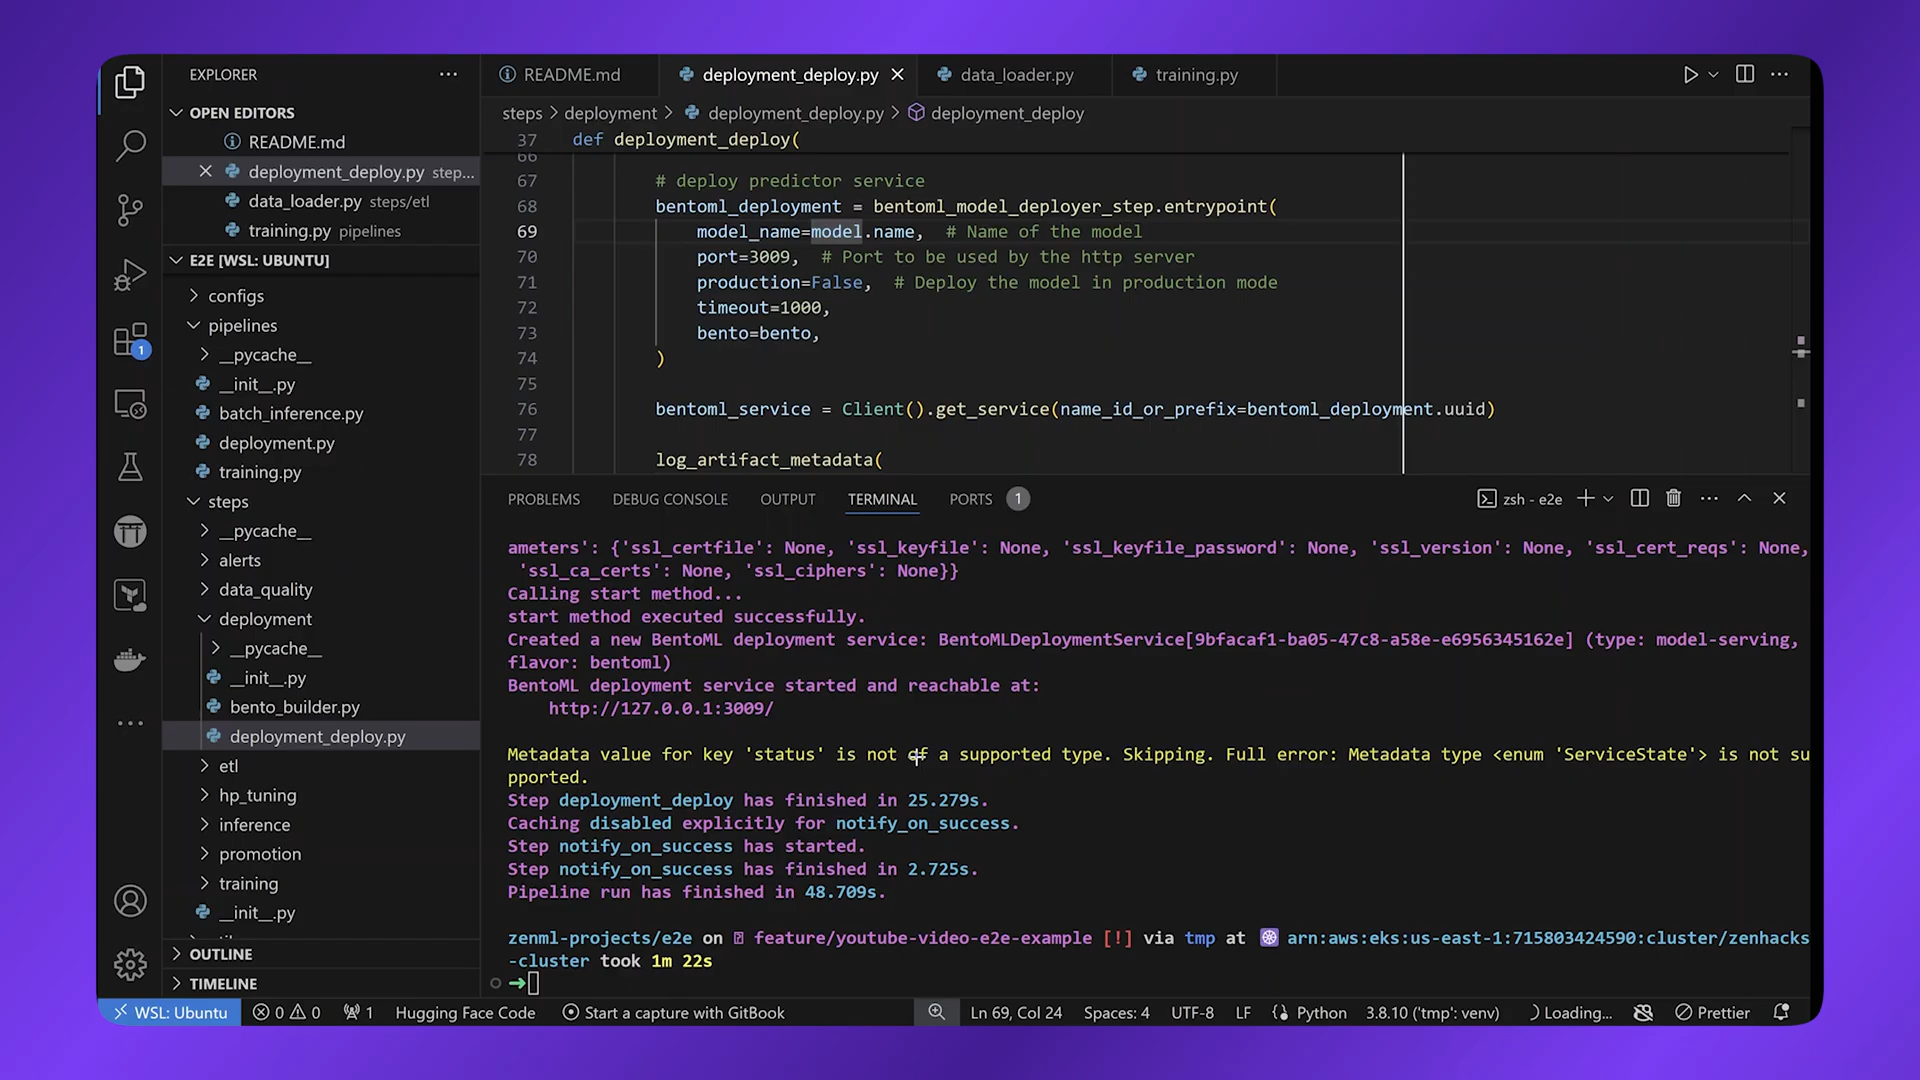 EXPLORER
OPEN EDITORS
README.md
deployment_deploy.py step...
data_loader.py steps/etl
training.py pipelines
E2E [WSL: UBUNTU]
configs
pipelines
__pycache__
__init__.py
batch_inference.py
deployment.py
training.py
steps
__pycache__
alerts
data_quality
deployment
__pycache__
__init__.py
bento_builder.py
deployment_deploy.py
etl
hp_tuning
inference
promotion
training
__init__.py
OUTLINE
TIMELINE
1
README.md
deployment_deploy.py
data_loader.py
training.py
steps > deployment > deployment_deploy.py > deployment_deploy
37 def deployment_deploy(
66
67 # deploy predictor service
68 bentoml_deployment = bentoml_model_deployer_step.entrypoint(
69 model_name=model.name, # Name of the model
70 port=3009, # Port to be used by the http server
71 production=False, # Deploy the model in production mode
72 timeout=1000,
73 bento=bento,
74 )
75
76 bentoml_service = Client().get_service(name_id_or_prefix=bentoml_deployment.uuid)
77
78 log_artifact_metadata(
PROBLEMS DEBUG CONSOLE OUTPUT TERMINAL PORTS 1 zsh - e2e
ameters': {'ssl_certfile': None, 'ssl_keyfile': None, 'ssl_keyfile_password': None, 'ssl_version': None, 'ssl_cert_reqs': None,
'ssl_ca_certs': None, 'ssl_ciphers': None}}
Calling start method...
start method executed successfully.
Created a new BentoML deployment service: BentoMLDeploymentService[9bfacaf1-ba05-47c8-a58e-e6956345162e] (type: model-serving,
flavor: bentoml)
BentoML deployment service started and reachable at:
http://127.0.0.1:3009/
Metadata value for key 'status' is not of a supported type. Skipping. Full error: Metadata type <enum 'ServiceState'> is not su
pported.
Step deployment_deploy has finished in 25.279s.
Caching disabled explicitly for notify_on_success.
Step notify_on_success has started.
Step notify_on_success has finished in 2.725s.
Pipeline run has finished in 48.709s.
zenml-projects/e2e on feature/youtube-video-e2e-example [!] via tmp at arn:aws:eks:us-east-1:715803424590:cluster/zenhacks
-cluster took 1m 22s
WSL: Ubuntu 0 0 1 Hugging Face Code Start a capture with GitBook Ln 69, Col 24 Spaces: 4 UTF-8 LF Python 3.8.10 ('tmp': venv) Loading... Prettier